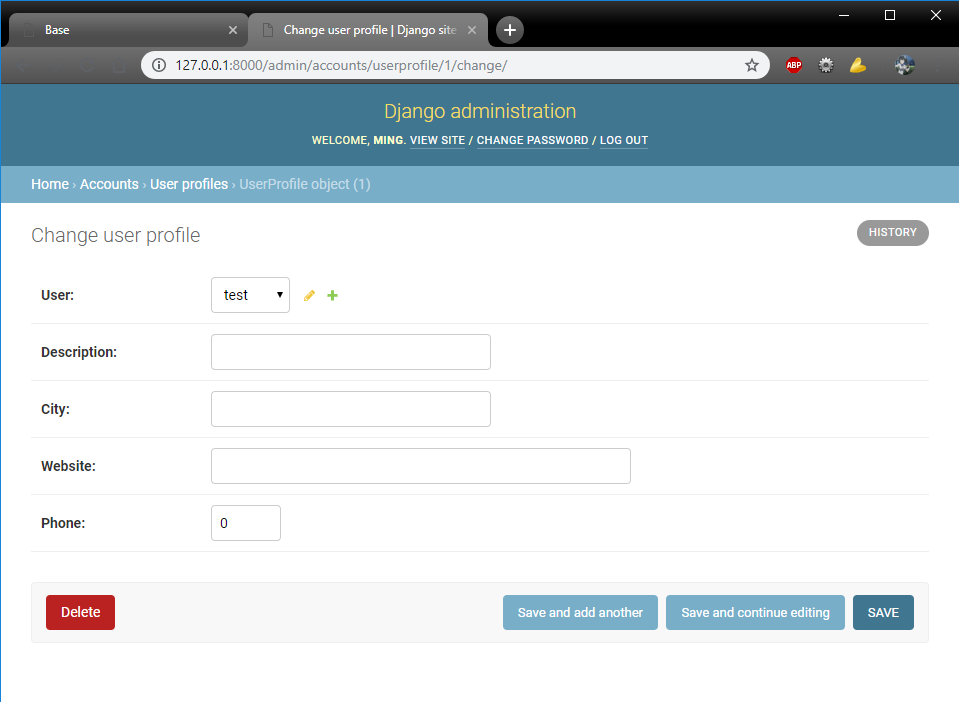 Base
Change user profile | Django site
ABP
127.0.0.1:8000/admin/accounts/userprofile/1/change/
Django administration
WELCOME, MING. VIEW SITE / CHANGE PASSWORD / LOG OUT
Home › Accounts › User profiles › UserProfile object (1)
Change user profile
HISTORY
User:
test
Description:
City:
Website:
Phone:
0
Delete
Save and add another
Save and continue editing
SAVE